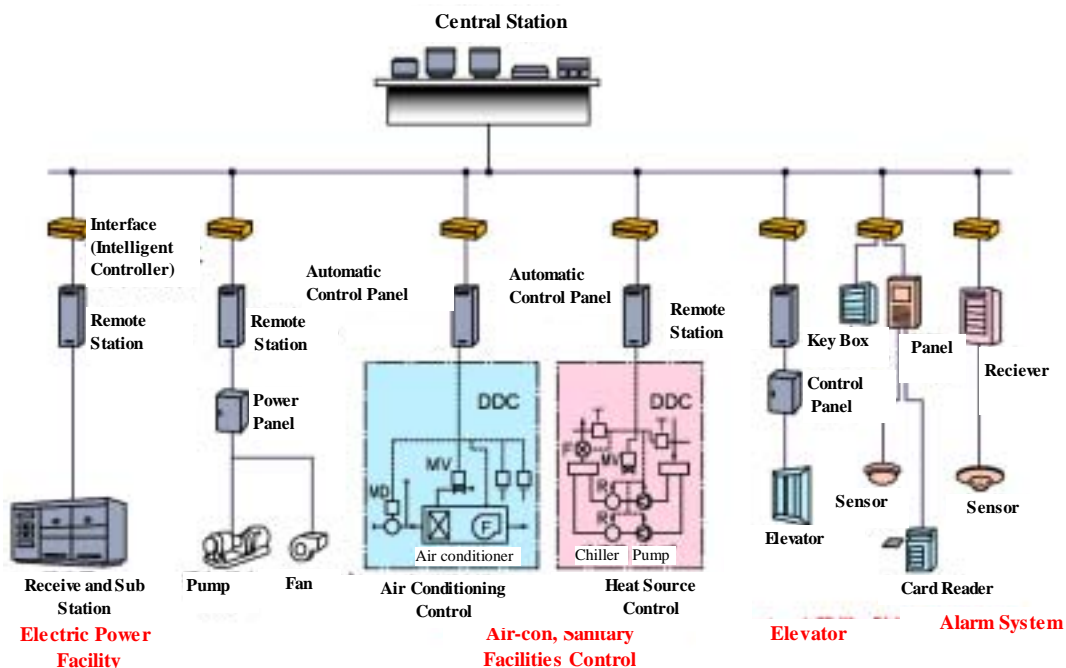 Central Station
Interface
(Intelligent
Controller)
Remote
Station
Remote
Station
Power
Panel
Automatic
Control Panel
Automatic
Control Panel
Remote
Station
Key Box
Panel
Control
Panel
Reciever
DDC
MV
MD
F
Air conditioner
DDC
T
T
F
MV
R
R
Chiller
Pump
Sensor
Sensor
Elevator
Card Reader
Receive and Sub
Station
Pump
Fan
Air Conditioning
Control
Heat Source
Control
Electric Power
Facility
Air-con, Sanitary
Facilities Control
Elevator
Alarm System